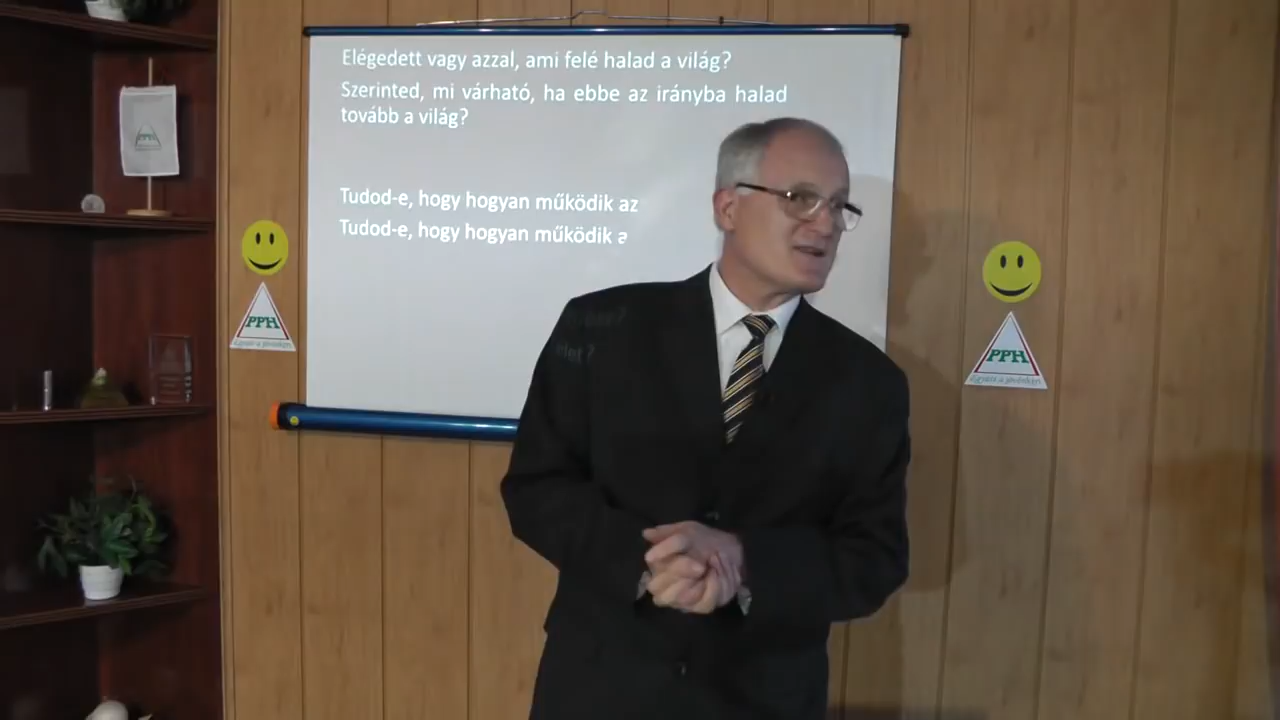 Elégedett vagy azzal, ami felé halad a világ?
Szerinted, mi várható, ha ebbe az irányba halad
tovább a világ?
Tudod-e, hogy hogyan működik az
Tudod-e, hogy hogyan működik
PPH
PPH
PPH